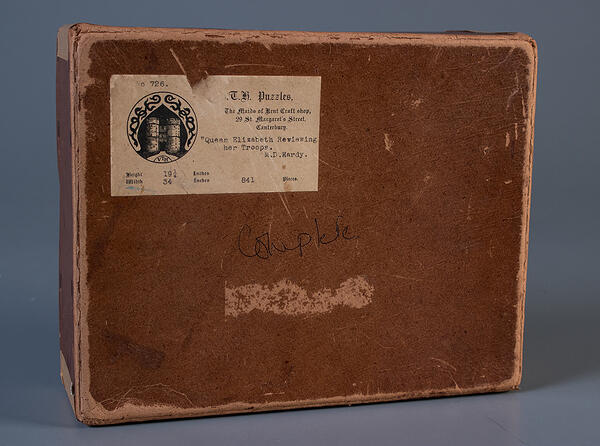 No 726.
.T.H. Puzzles,
The Maids of Kent Craft shop,
29 St. Margaret's Street,
Canterbury.
"Queen Elizabeth Reviewing
her Troops.
R.D.Hardy.
Height 19¼ Inches
Width 34 Inches 841 Pieces.
Complete